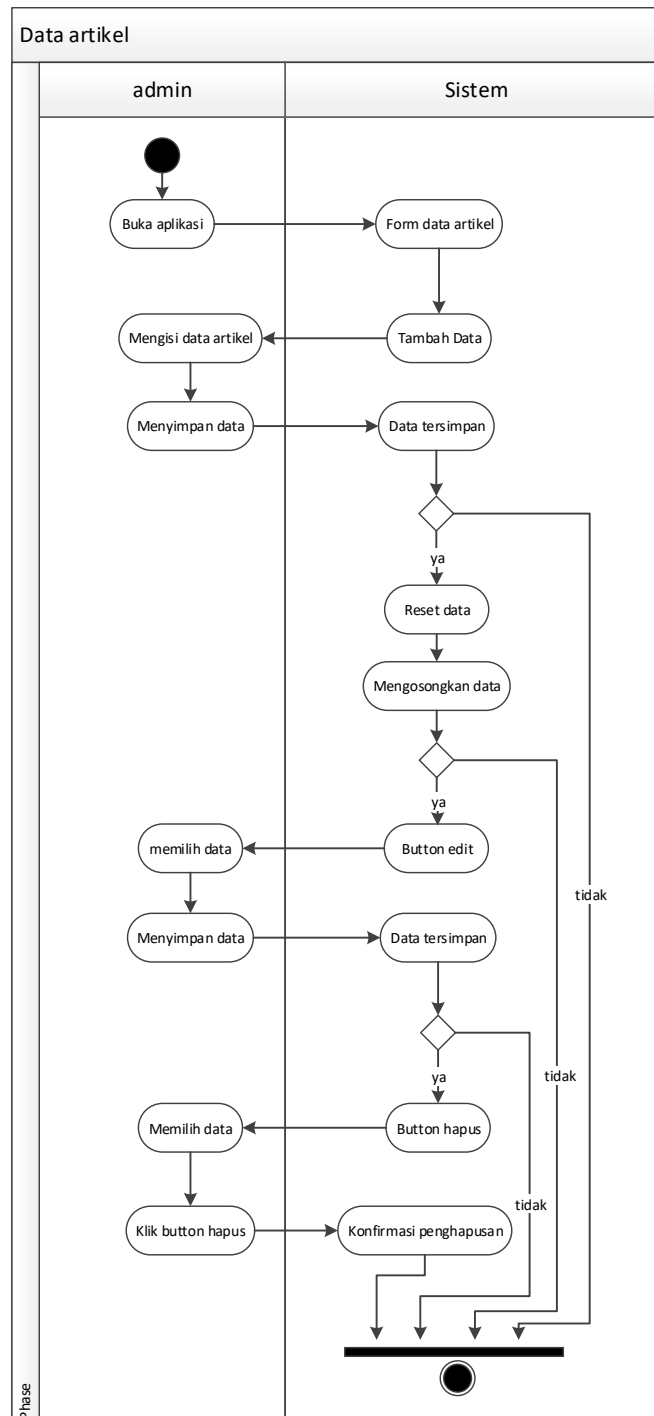 Data artikel
admin
Sistem
Buka aplikasi
Form data artikel
Mengisi data artikel
Tambah Data
Menyimpan data
Data tersimpan
ya
Reset data
Mengosongkan data
ya
memilih data
Button edit
tidak
Menyimpan data
Data tersimpan
tidak
ya
Memilih data
Button hapus
tidak
Klik button hapus
Konfirmasi penghapusan
Phase